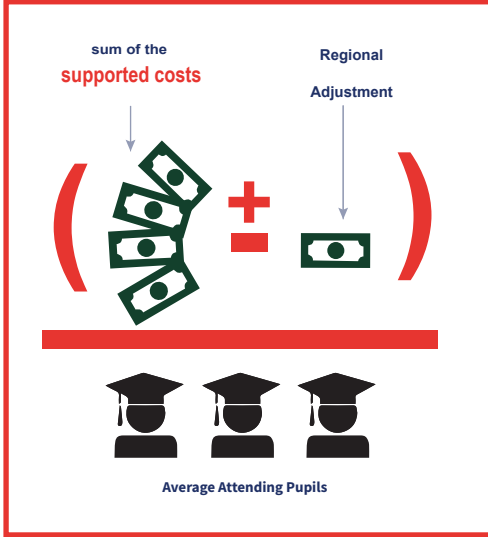 sum of the
supported costs
Regional
Adjustment
( + - )
Average Attending Pupils